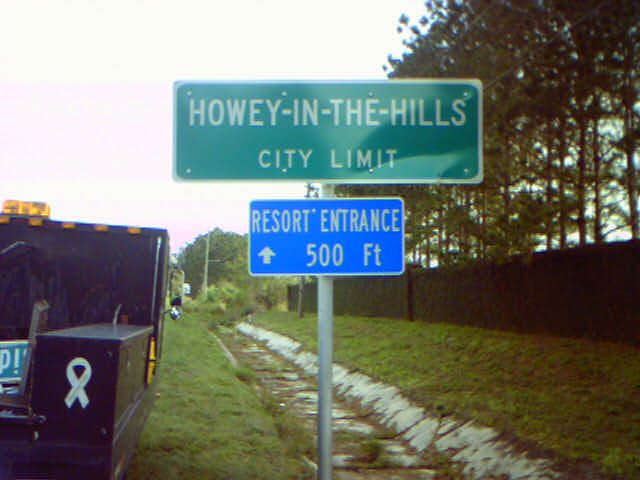 HOWEY-IN-THE-HILLS
CITY LIMIT
RESORT ENTRANCE
500 Ft